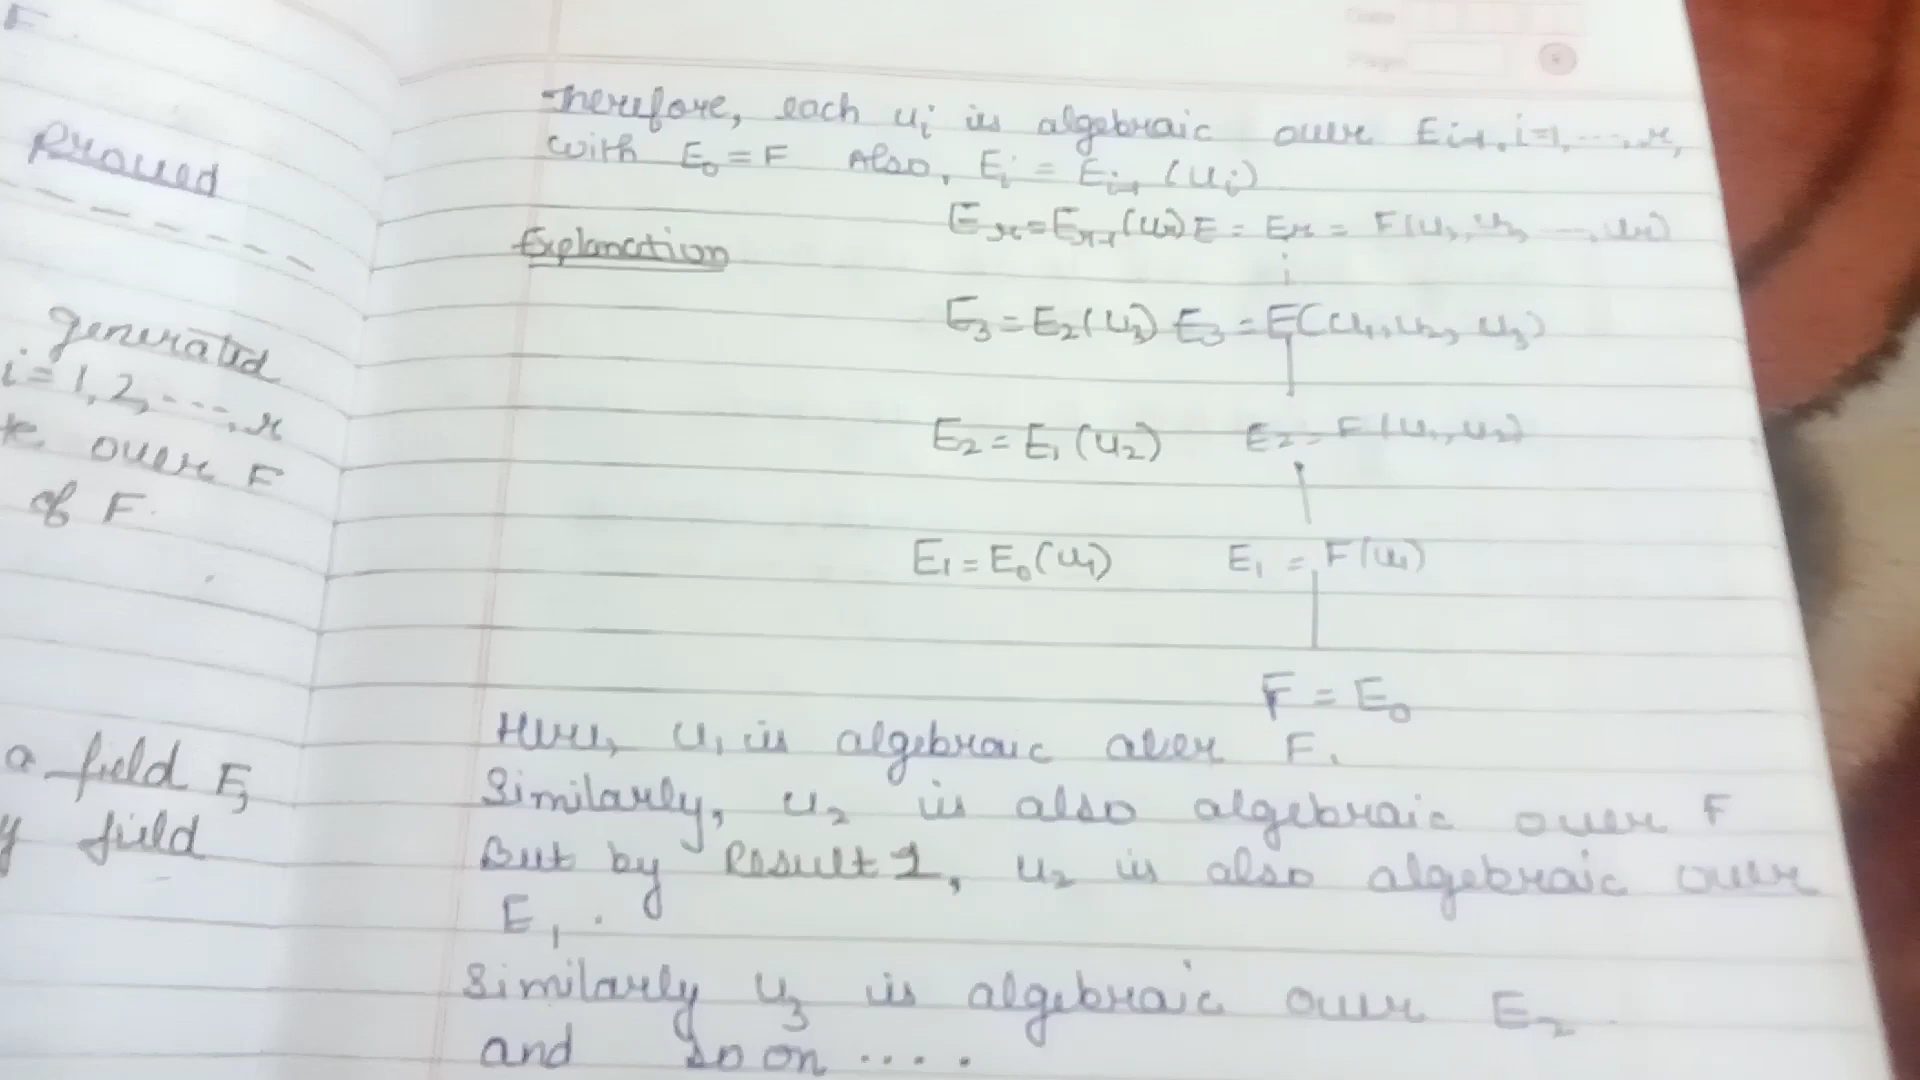 F
Proved
generated
i = 1, 2, ..., r
te over F
of F.
a field F,
y field
Therefore, each uᵢ is algebraic over Eᵢ₋₁, i=1, ..., r,
with E₀ = F Also, Eᵢ = Eᵢ₋₁ (uᵢ)
Eᵣ = Eᵣ₋₁ (uᵣ) E = Eᵣ = F(u₁, u₂, ..., uᵣ)
Explanation
E₃ = E₂ (u₃) E₃ = F(u₁, u₂, u₃)
E₂ = E₁ (u₂) E₂ = F(u₁, u₂)
E₁ = E₀ (u₁) E₁ = F(u₁)
F = E₀
Here, u₁ is algebraic over F.
Similarly, u₂ is also algebraic over F
But by Result 1, u₂ is also algebraic over
E₁.
Similarly u₃ is algebraic over E₂
and so on ....